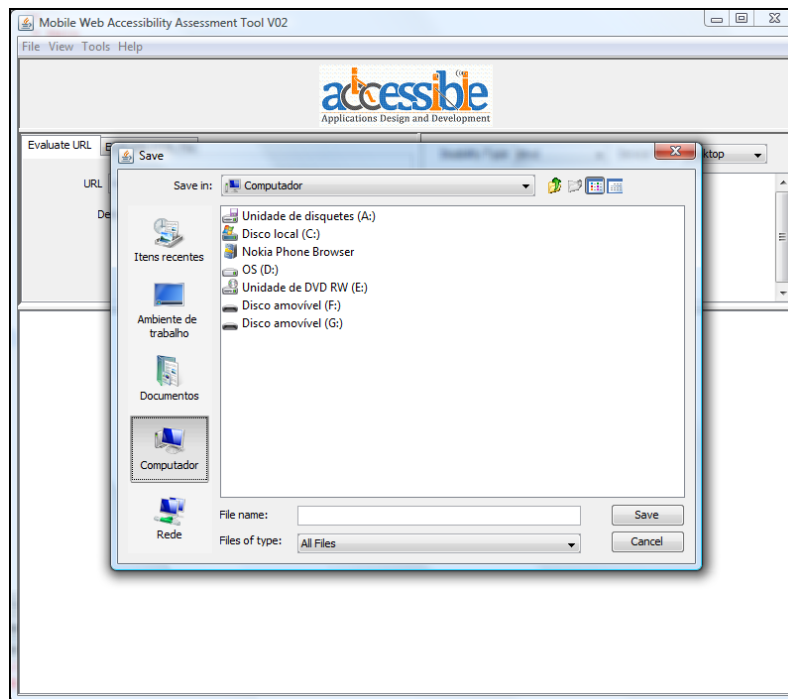 Mobile Web Accessibility Assessment Tool V02
File View Tools Help
accessible
Applications Design and Development
Evaluate URL
URL
Save
Save in: Computador
Itens recentes
Ambiente de
trabalho
Documentos
Computador
Rede
Unidade de disquetes (A:)
Disco local (C:)
Nokia Phone Browser
OS (D:)
Unidade de DVD RW (E:)
Disco amovível (F:)
Disco amovível (G:)
File name:
Save
Files of type: All Files
Cancel